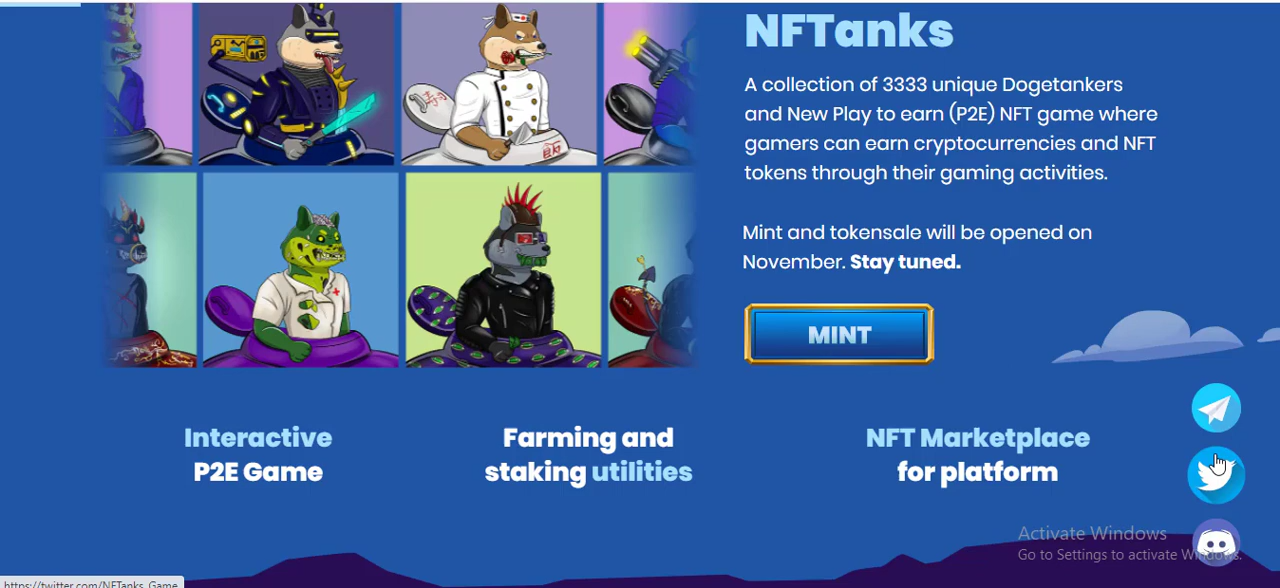 NFTanks
A collection of 3333 unique Dogetankers
and New Play to earn (P2E) NFT game where
gamers can earn cryptocurrencies and NFT
tokens through their gaming activities.
Mint and tokensale will be opened on
November. Stay tuned.
MINT
Interactive
P2E Game
Farming and
staking utilities
NFT Marketplace
for platform
Activate Windows
Go to Settings to activate Windows.
https://twitter.com/NFTanks_Game